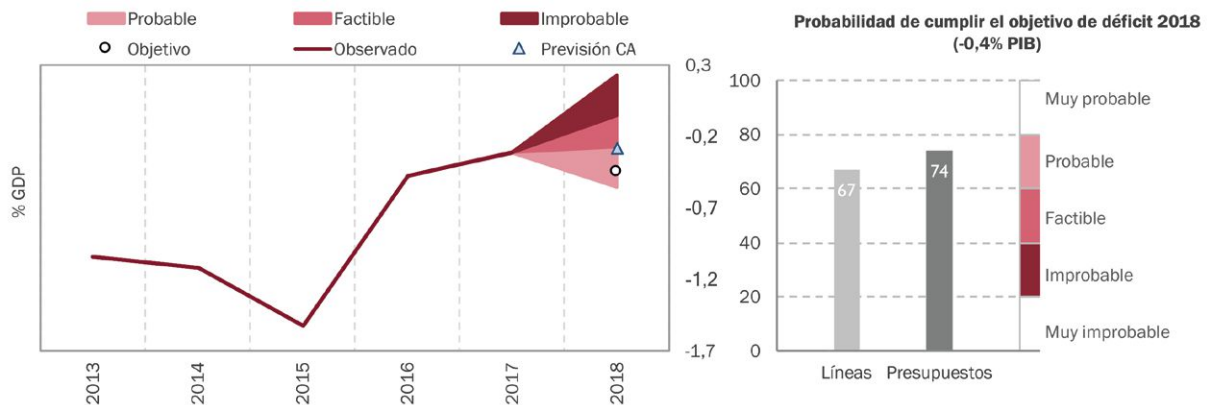 Probable Factible Improbable
Objetivo Observado Previsión CA
% GDP
0,3
-0,2
-0,7
-1,2
-1,7
2013 2014 2015 2016 2017 2018
Probabilidad de cumplir el objetivo de déficit 2018
(-0,4% PIB)
100
80
60
40
20
0
67 74
Líneas Presupuestos
Muy probable
Probable
Factible
Improbable
Muy improbable